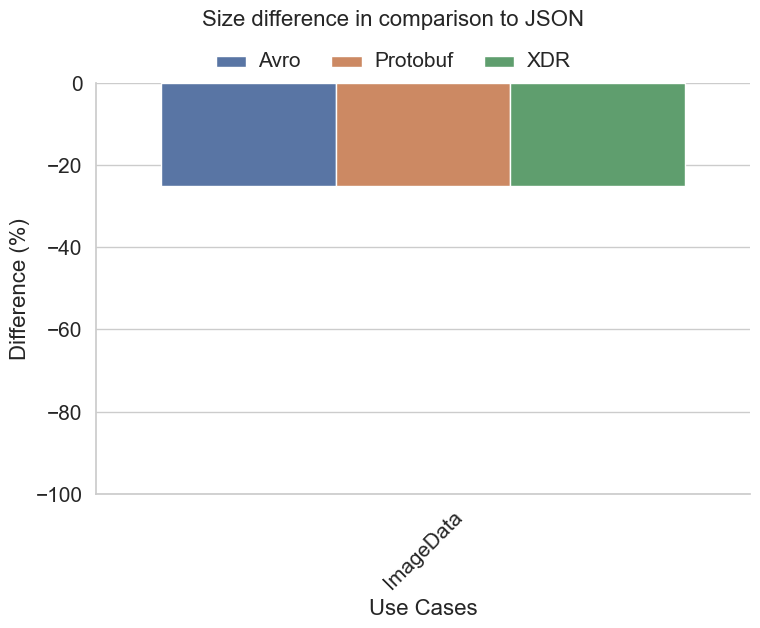 Size difference in comparison to JSON
Avro Protobuf XDR
0
−20
−40
−60
−80
−100
Difference (%)
ImageData
Use Cases